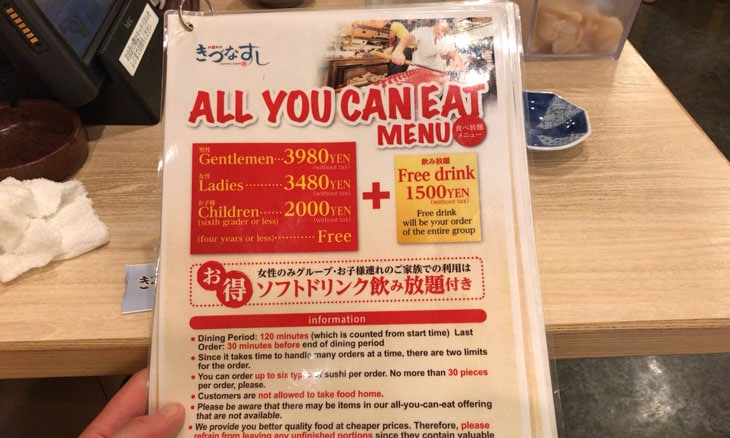 きづなすし
ALL YOU CAN EAT
MENU
食べ放題
メニュー
男性
Gentlemen···3980YEN
(without tax)
女性
Ladies··········3480YEN
(without tax)
お子様
Children······2000YEN
(sixth grader or less)
(without tax)
(four years or less)·········· Free
+
飲み放題
Free drink
1500YEN
(without tax)
Free drink
will be your order
of the entire group
お得
女性のみグループ・お子様連れのご家族での利用は
ソフトドリンク飲み放題付き
information
• Dining Period: 120 minutes (which is counted from start time) Last
Order: 30 minutes before end of dining period
• Since it takes time to handle many orders at a time, there are two limits
for the order.
• You can order up to six types of sushi per order. No more than 30 pieces
per order, please.
• Customers are not allowed to take food home.
• Please be aware that there may be items in our all-you-can-eat offering
that are not available.
• We provide you better quality food at cheaper prices. Therefore, please
refrain from leaving any unfinished portions since they contain valuable